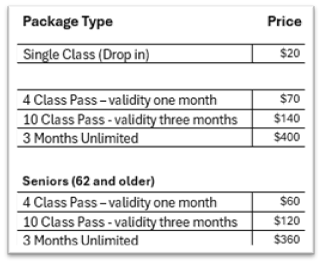 Package Type Price
Single Class (Drop in) $20
4 Class Pass – validity one month $70
10 Class Pass - validity three months $140
3 Months Unlimited $400
Seniors (62 and older)
4 Class Pass – validity one month $60
10 Class Pass - validity three months $120
3 Months Unlimited $360